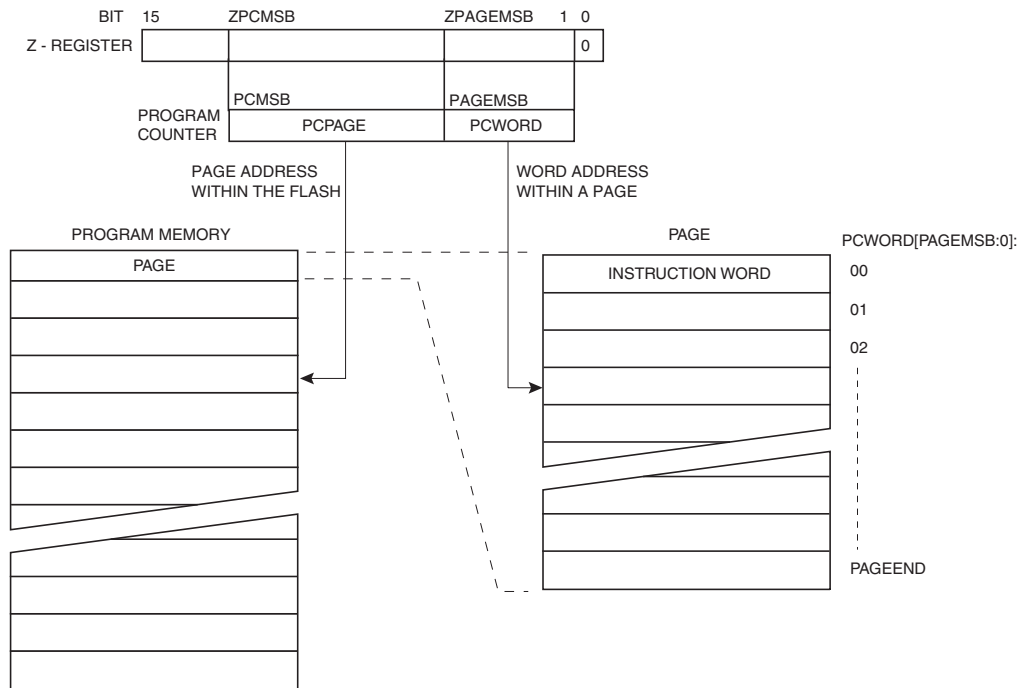 BIT 15 ZPCMSB ZPAGEMSB 1 0
Z - REGISTER 0
PCMSB PAGEMSB
PROGRAM
COUNTER
PCPAGE PCWORD
PAGE ADDRESS
WITHIN THE FLASH
WORD ADDRESS
WITHIN A PAGE
PROGRAM MEMORY
PAGE
PAGE
PCWORD[PAGEMSB:0]:
INSTRUCTION WORD 00
01
02
PAGEEND